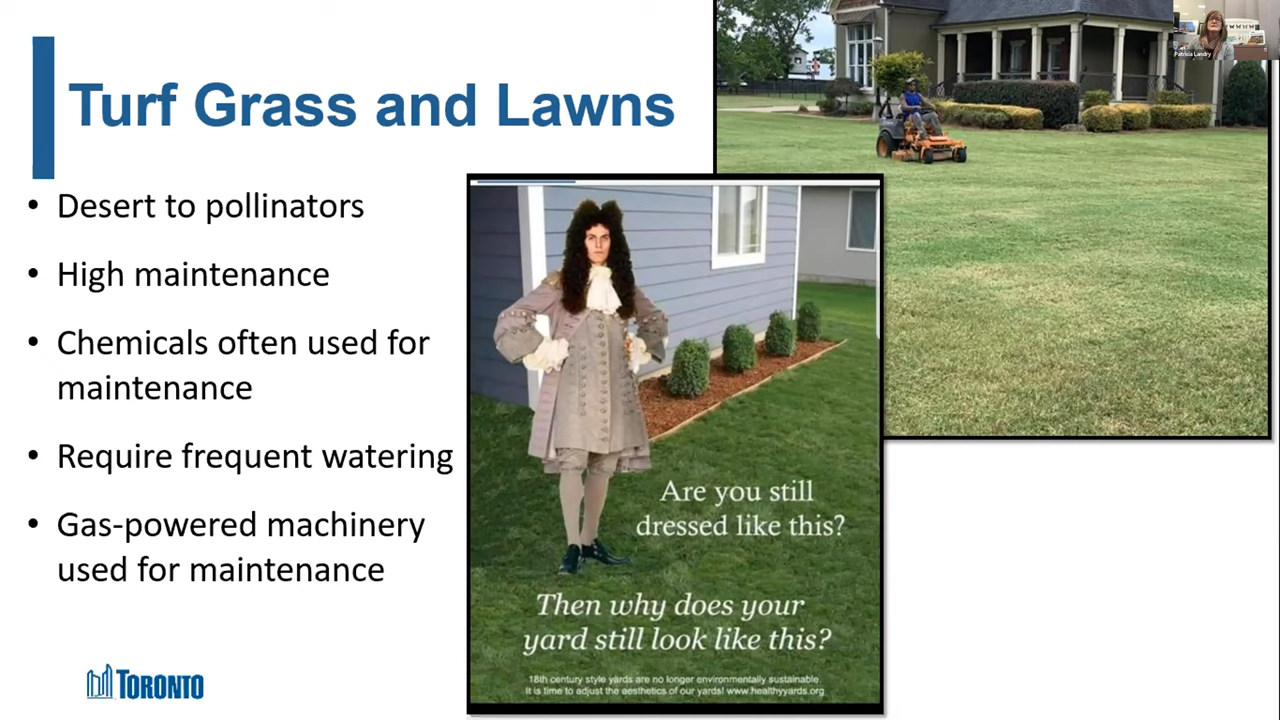 Turf Grass and Lawns
• Desert to pollinators
• High maintenance
• Chemicals often used for
maintenance
• Require frequent watering
• Gas-powered machinery
used for maintenance
TORONTO
Are you still
dressed like this?
Then why does your
yard still look like this?
18th century style yards are no longer environmentally sustainable
It is time to adjust the aesthetics of our yards! www.healthyyards.org
Patricia Landry